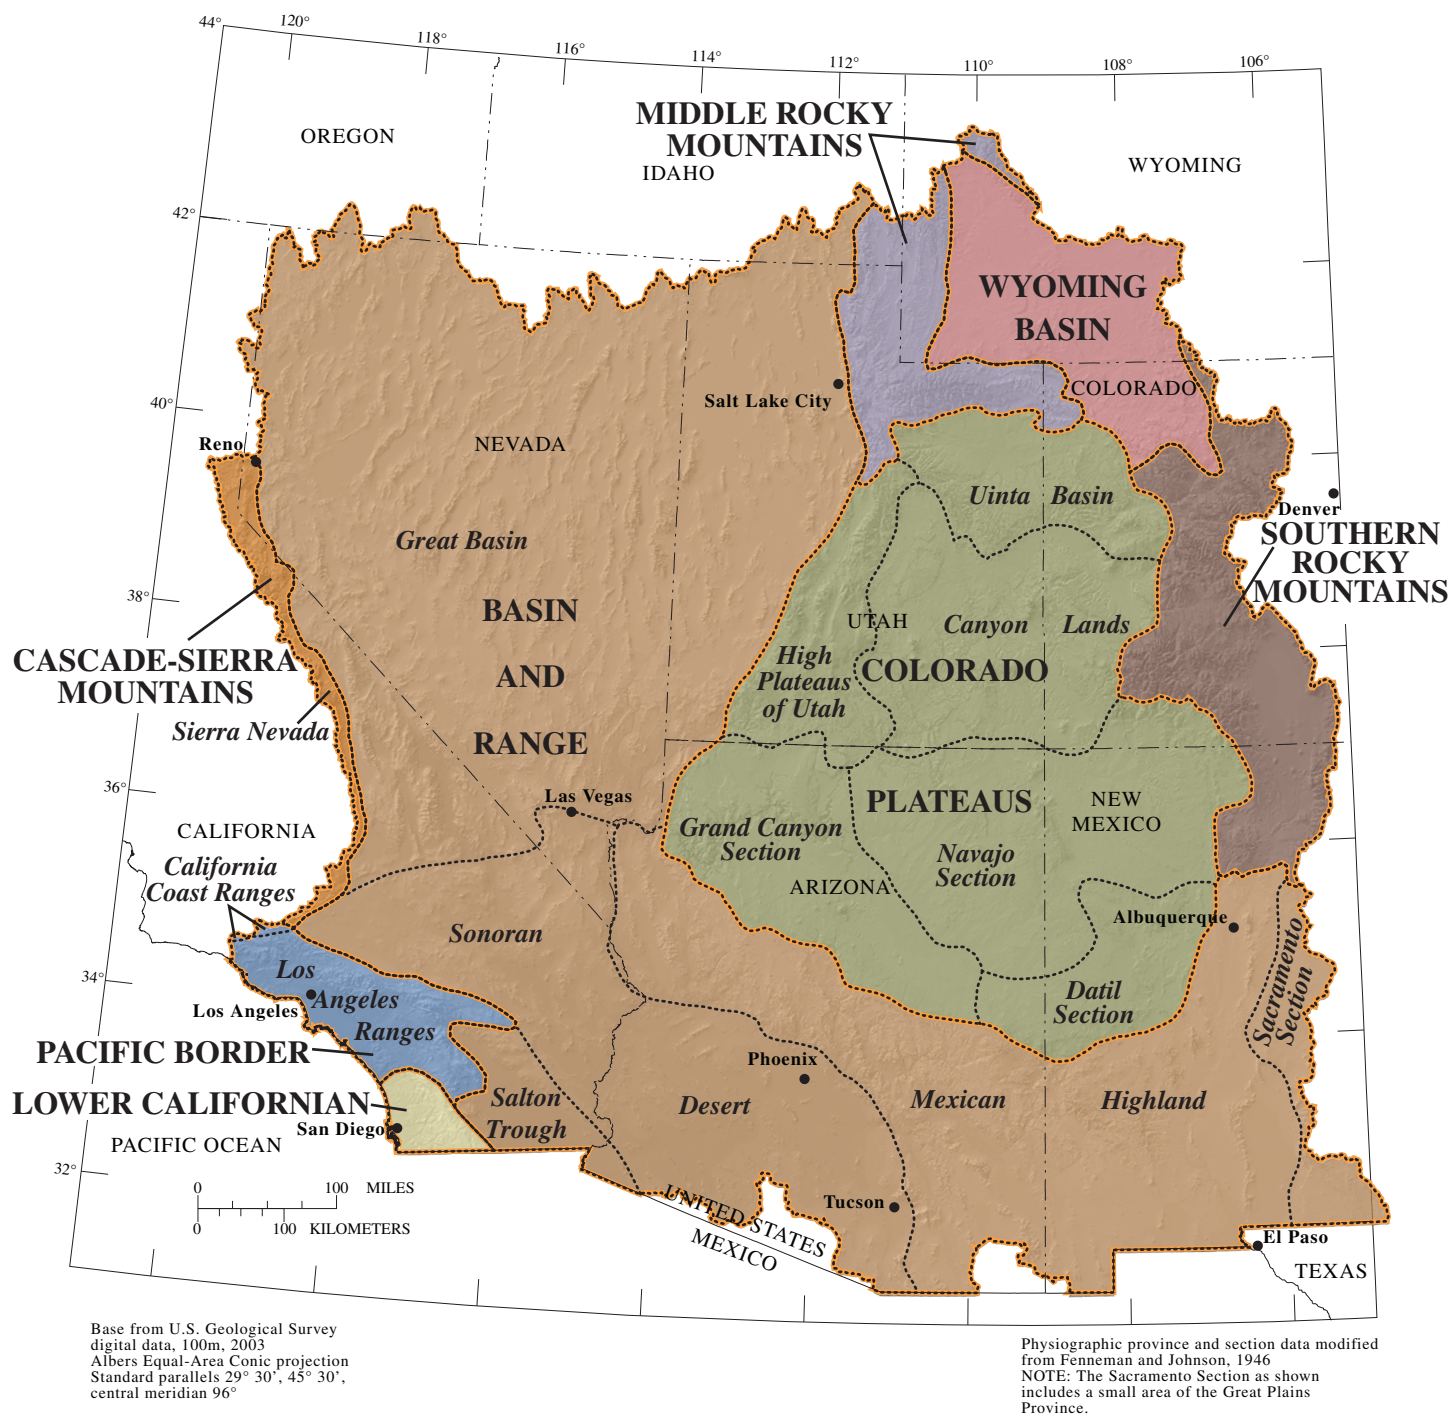 44° 120° 118° 116° 114° 112° 110° 108° 106°
MIDDLE ROCKY
MOUNTAINS
OREGON
IDAHO
WYOMING
42°
WYOMING
BASIN
COLORADO
Salt Lake City
40°
Reno
NEVADA
Uinta Basin
Denver
SOUTHERN
ROCKY
MOUNTAINS
Great Basin
38°
BASIN
AND
RANGE
UTAH
Canyon Lands
High
Plateaus
of Utah
COLORADO
CASCADE-SIERRA
MOUNTAINS
Sierra Nevada
36°
Las Vegas
PLATEAUS
NEW
MEXICO
CALIFORNIA
Grand Canyon
Section
Navajo
Section
California
Coast Ranges
ARIZONA
Albuquerque
Sonoran
Sacramento
Section
34°
Los
Angeles
Ranges
Los Angeles
Datil
Section
PACIFIC BORDER
Phoenix
LOWER CALIFORNIAN
Salton
Trough
Desert
Mexican Highland
San Diego
PACIFIC OCEAN
32°
0 100 MILES
0 100 KILOMETERS
UNITED STATES
MEXICO
Tucson
El Paso
TEXAS
Base from U.S. Geological Survey
digital data, 100m, 2003
Albers Equal-Area Conic projection
Standard parallels 29° 30’, 45° 30’,
central meridian 96°
Physiographic province and section data modified
from Fenneman and Johnson, 1946
NOTE: The Sacramento Section as shown
includes a small area of the Great Plains
Province.